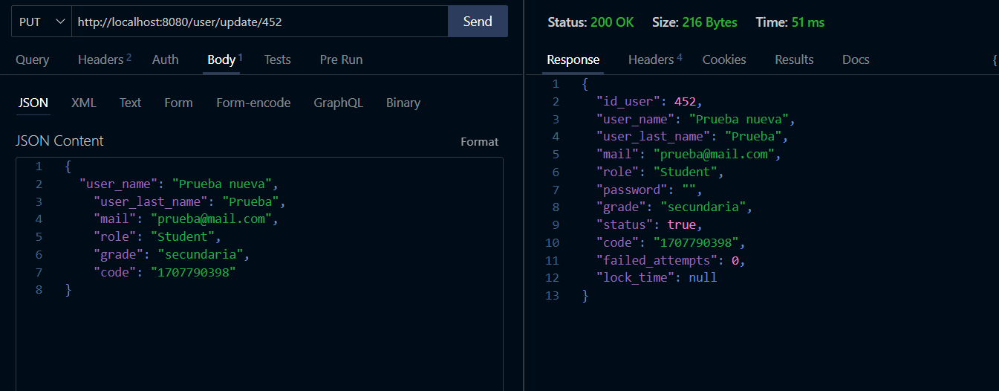 PUT http://localhost:8080/user/update/452 Send
Query Headers 2 Auth Body 1 Tests Pre Run
JSON XML Text Form Form-encode GraphQL Binary
JSON Content Format
1 {
2 "user_name": "Prueba nueva",
3 "user_last_name": "Prueba",
4 "mail": "prueba@mail.com",
5 "role": "Student",
6 "grade": "secundaria",
7 "code": "1707790398"
8 }
Status: 200 OK Size: 216 Bytes Time: 51 ms
Response Headers 4 Cookies Results Docs {
1 {
2 "id_user": 452,
3 "user_name": "Prueba nueva",
4 "user_last_name": "Prueba",
5 "mail": "prueba@mail.com",
6 "role": "Student",
7 "password": "",
8 "grade": "secundaria",
9 "status": true,
10 "code": "1707790398",
11 "failed_attempts": 0,
12 "lock_time": null
13 }